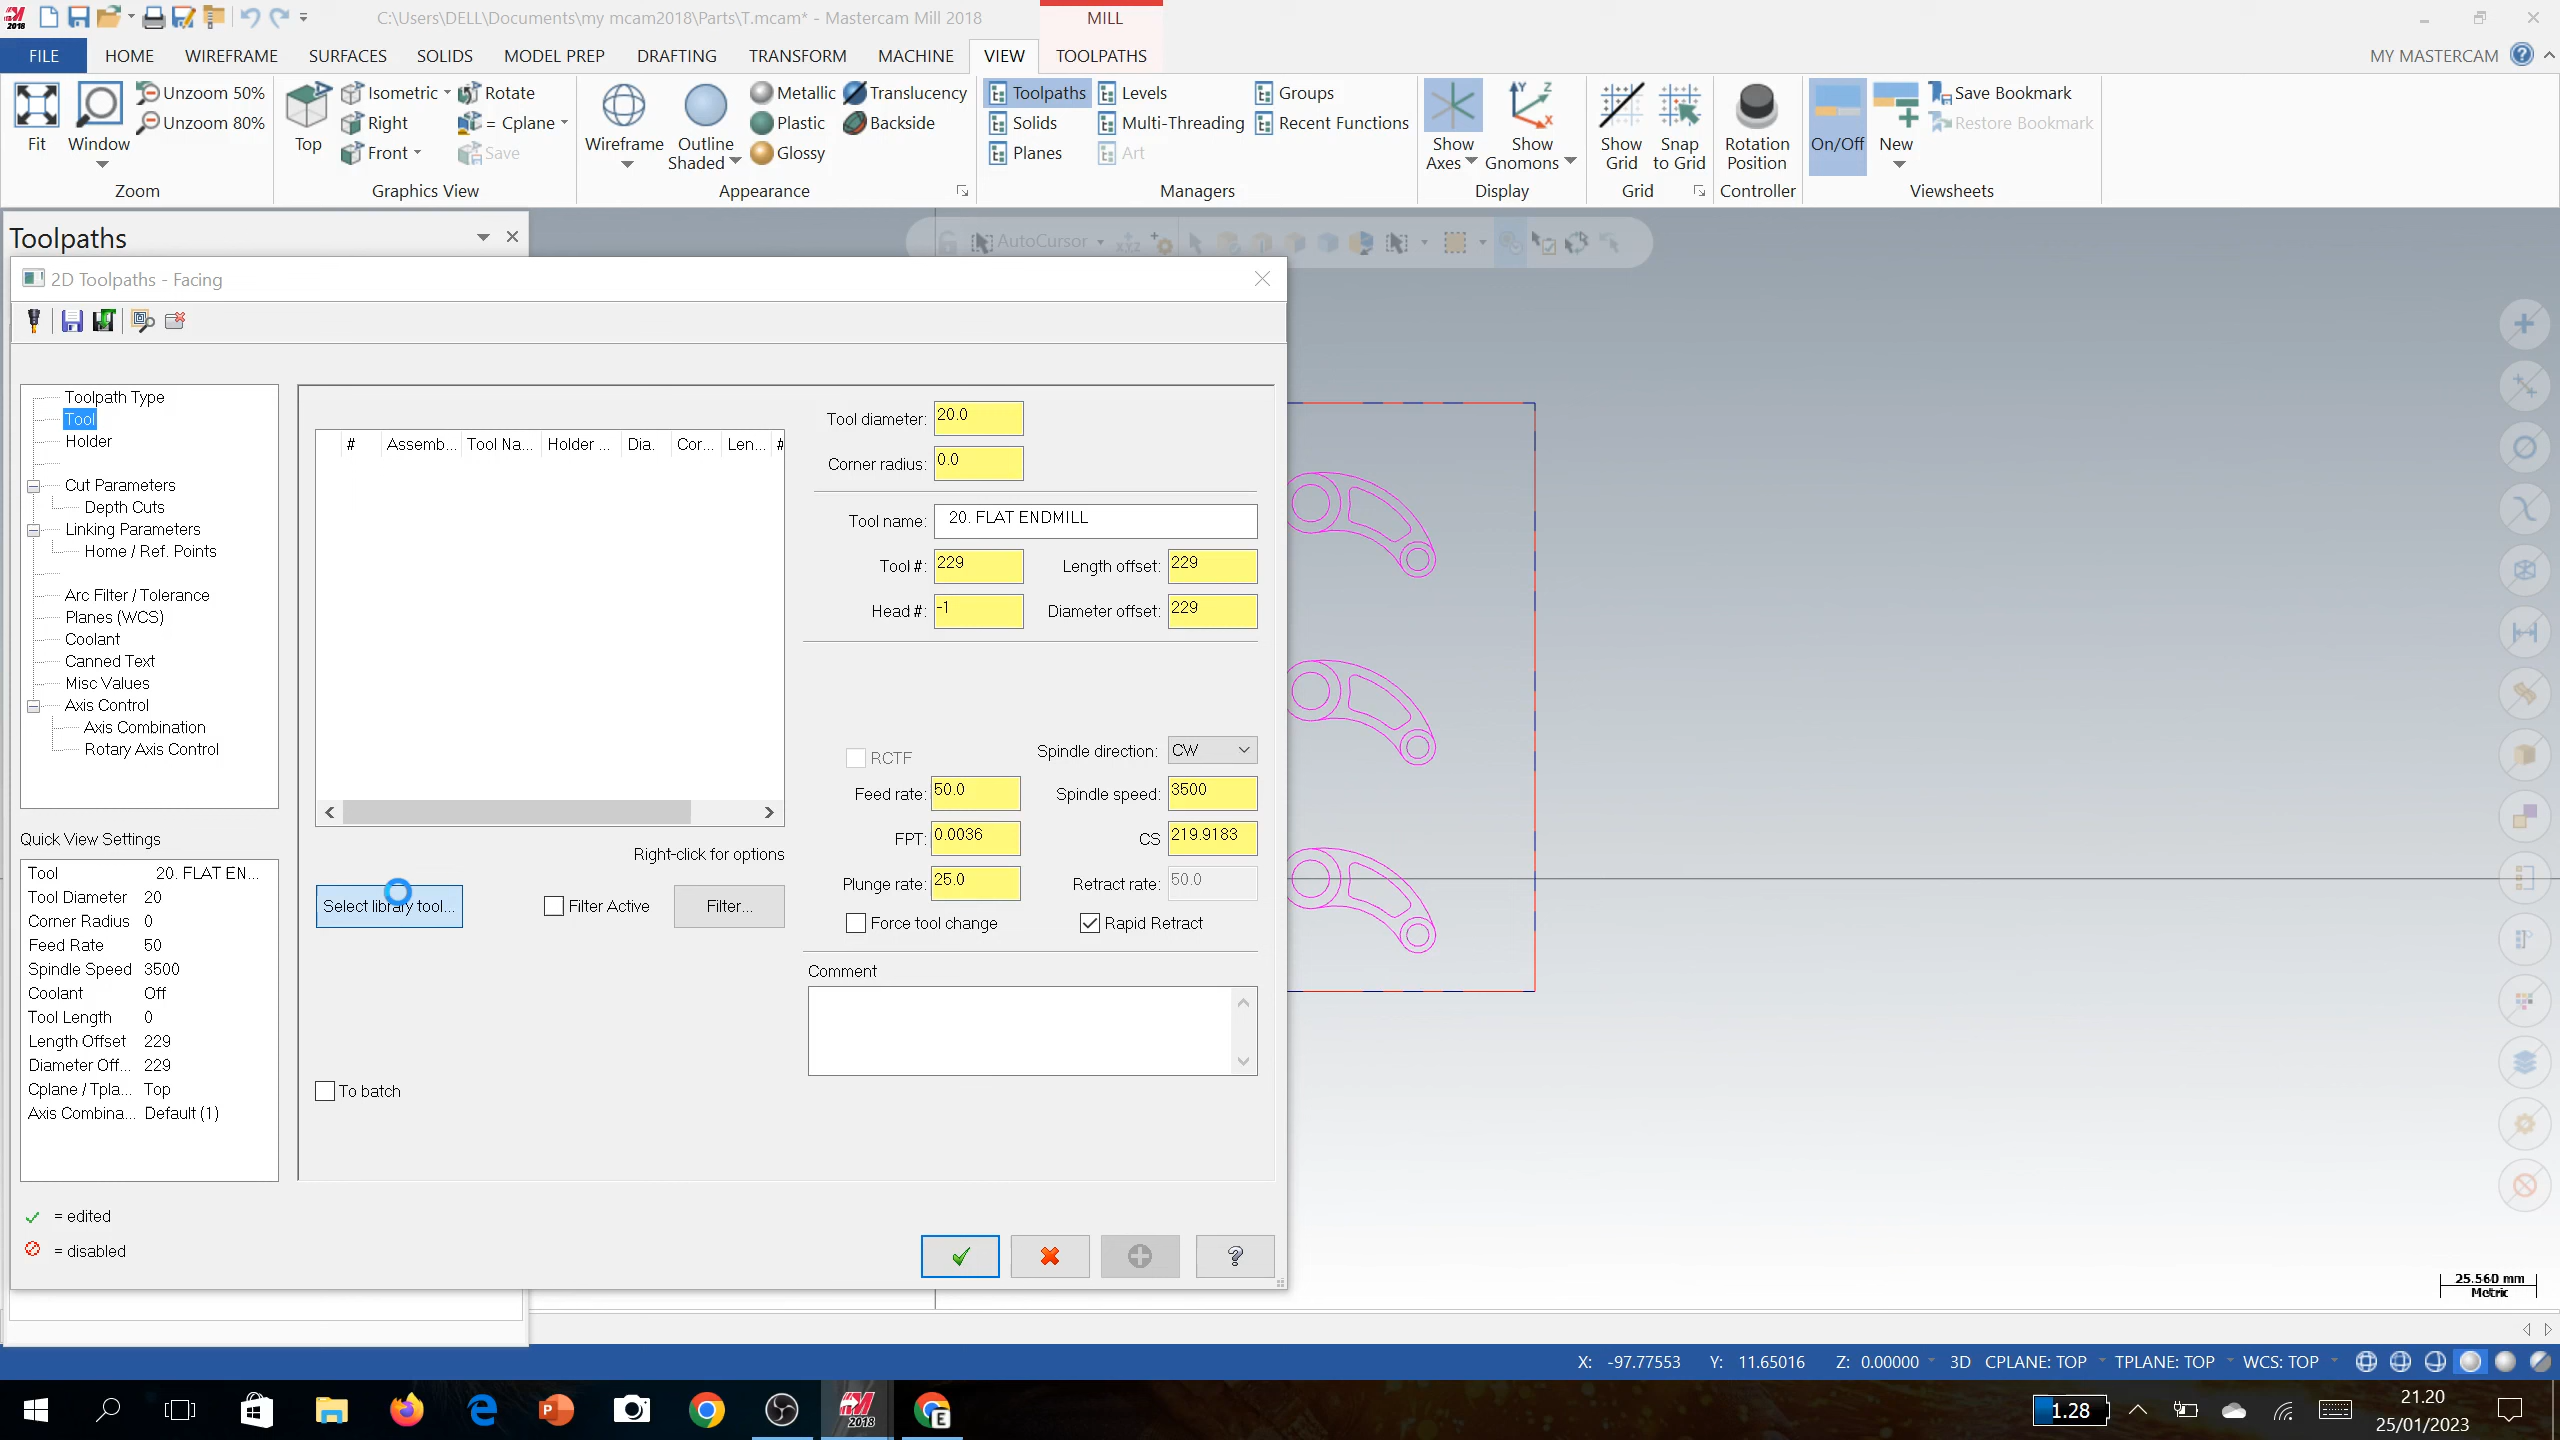 C:\Users\DELL\Documents\my mcam2018\Parts\T.mcam* - Mastercam Mill 2018
MILL
FILE HOME WIREFRAME SURFACES SOLIDS MODEL PREP DRAFTING TRANSFORM MACHINE VIEW TOOLPATHS MY MASTERCAM
Fit
Window
Unzoom 50%
Unzoom 80%
Zoom
Top
Isometric
Right
Front
Rotate
= Cplane
Save
Graphics View
Wireframe
Outline
Shaded
Metallic
Plastic
Glossy
Translucency
Backside
Appearance
Toolpaths
Solids
Planes
Levels
Multi-Threading
Art
Groups
Recent Functions
Managers
Show
Axes
Show
Gnomons
Display
Show
Grid
Snap
to Grid
Grid
Rotation
Position
Controller
On/Off
New
Save Bookmark
Restore Bookmark
Viewsheets
Toolpaths
AutoCursor
2D Toolpaths - Facing
Toolpath Type
Tool
Holder
Cut Parameters
Depth Cuts
Linking Parameters
Home / Ref. Points
Arc Filter / Tolerance
Planes (WCS)
Coolant
Canned Text
Misc Values
Axis Control
Axis Combination
Rotary Axis Control
Quick View Settings
Tool 20. FLAT EN...
Tool Diameter 20
Corner Radius 0
Feed Rate 50
Spindle Speed 3500
Coolant Off
Tool Length 0
Length Offset 229
Diameter Off... 229
Cplane / Tpla... Top
Axis Combina... Default (1)
= edited
= disabled
# Assemb... Tool Na... Holder ... Dia. Cor... Len... #
Right-click for options
Select library tool...
Filter Active
Filter...
To batch
Tool diameter: 20.0
Corner radius: 0.0
Tool name: 20. FLAT ENDMILL
Tool #: 229 Length offset: 229
Head #: -1 Diameter offset: 229
RCTF Spindle direction: CW
Feed rate: 50.0 Spindle speed: 3500
FPT: 0.0036 CS 219.9183
Plunge rate: 25.0 Retract rate: 50.0
Force tool change Rapid Retract
Comment
25.560 mm
Metric
X: -97.77553 Y: 11.65016 Z: 0.00000 3D CPLANE: TOP TPLANE: TOP WCS: TOP
2018
1.28
21.20
25/01/2023